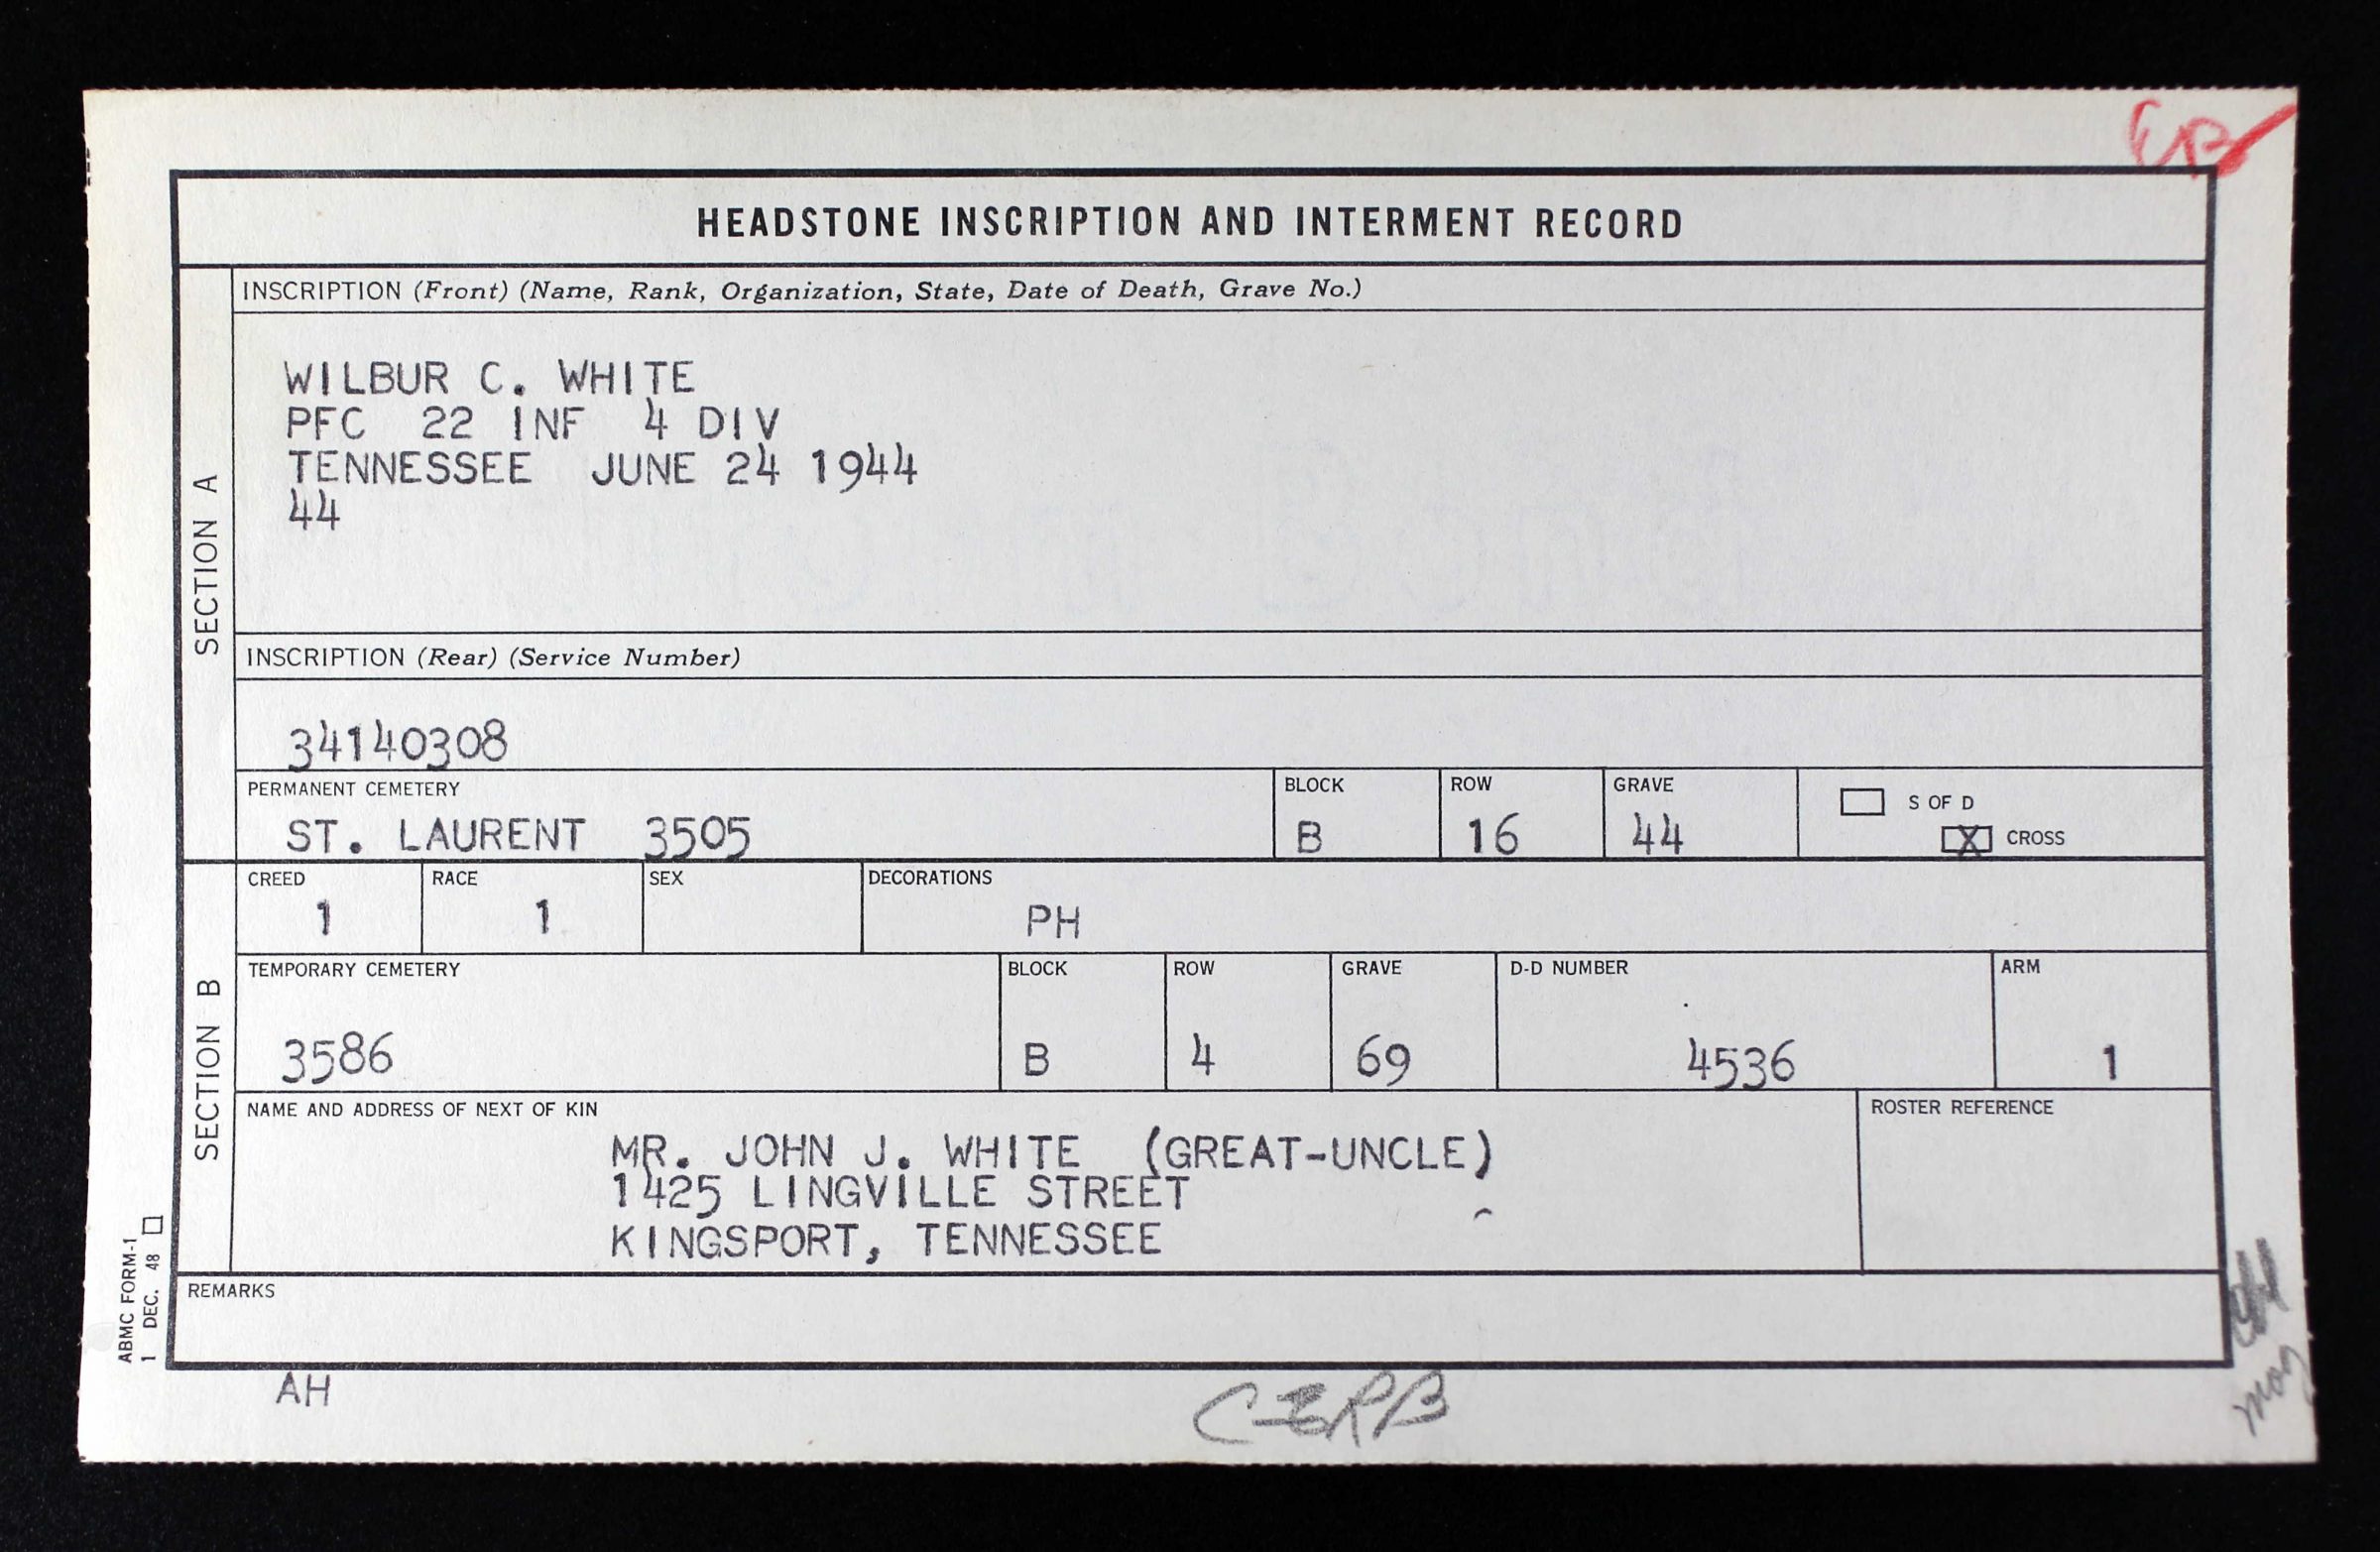 HEADSTONE INSCRIPTION AND INTERMENT RECORD
SECTION A
INSCRIPTION (Front) (Name, Rank, Organization, State, Date of Death, Grave No.)
WILBUR C. WHITE
PFC 22 INF 4 DIV
TENNESSEE JUNE 24 1944
44
INSCRIPTION (Rear) (Service Number)
34140308
PERMANENT CEMETERY BLOCK ROW GRAVE
S OF D
ST. LAURENT 3505 B 16 44 X CROSS
SECTION B
CREED RACE SEX DECORATIONS
1 1 PH
TEMPORARY CEMETERY BLOCK ROW GRAVE D-D NUMBER ARM
3586 B 4 69 4536 1
NAME AND ADDRESS OF NEXT OF KIN ROSTER REFERENCE
MR. JOHN J. WHITE (GREAT-UNCLE)
1425 LINGVILLE STREET
KINGSPORT, TENNESSEE
REMARKS
ABMC FORM-1
1 DEC. 48
AH